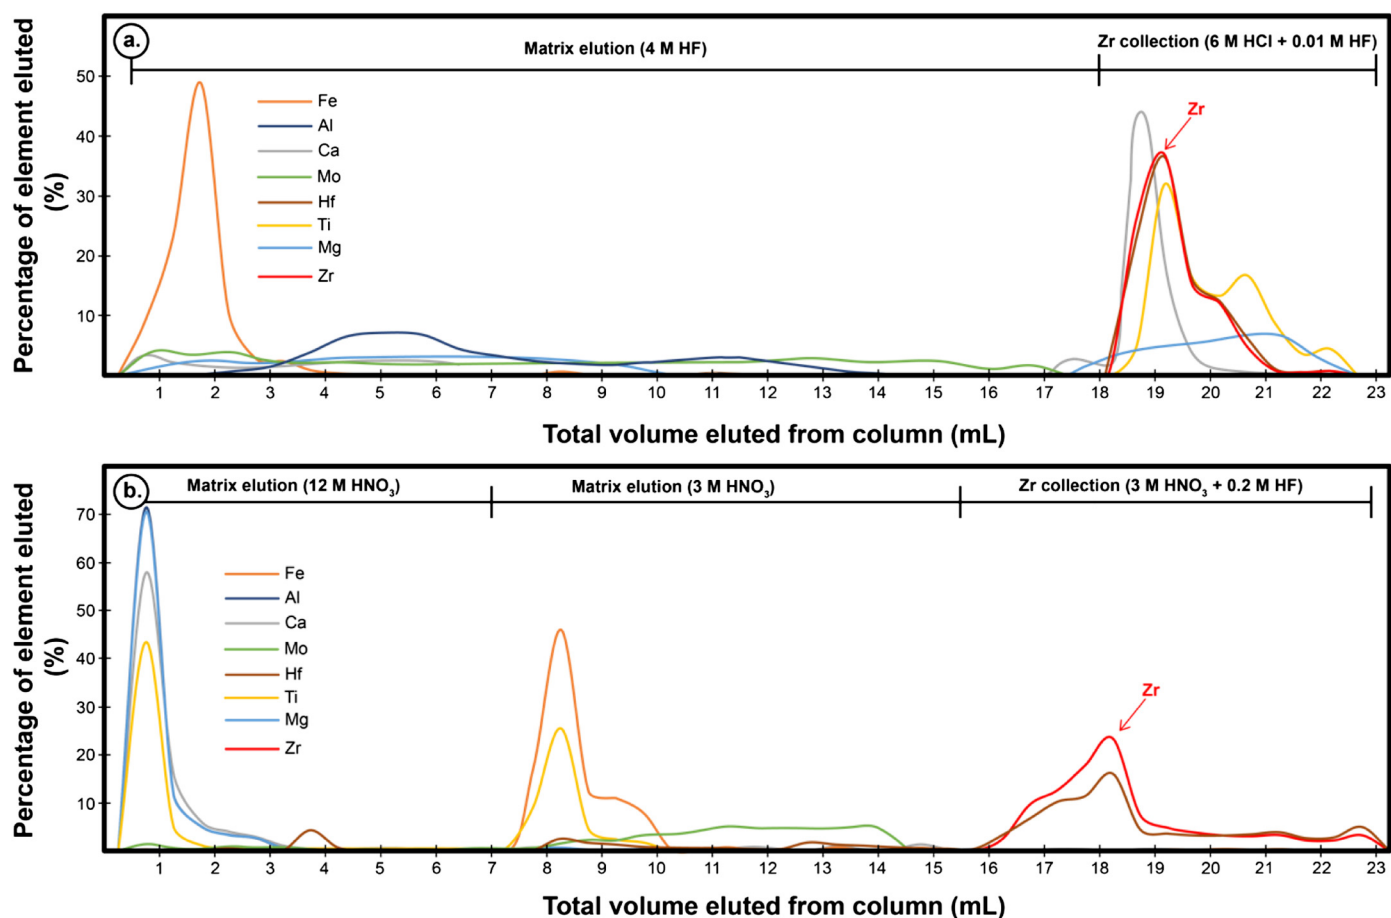 a.
Matrix elution (4 M HF)
Zr collection (6 M HCl + 0.01 M HF)
Percentage of element eluted
(%)
50
40
30
20
10
Fe
Al
Ca
Mo
Hf
Ti
Mg
Zr
Zr
1 2 3 4 5 6 7 8 9 10 11 12 13 14 15 16 17 18 19 20 21 22 23
Total volume eluted from column (mL)
b.
Matrix elution (12 M HNO₃)
Matrix elution (3 M HNO₃)
Zr collection (3 M HNO₃ + 0.2 M HF)
Percentage of element eluted
(%)
70
60
50
40
30
20
10
Fe
Al
Ca
Mo
Hf
Ti
Mg
Zr
Zr
1 2 3 4 5 6 7 8 9 10 11 12 13 14 15 16 17 18 19 20 21 22 23
Total volume eluted from column (mL)